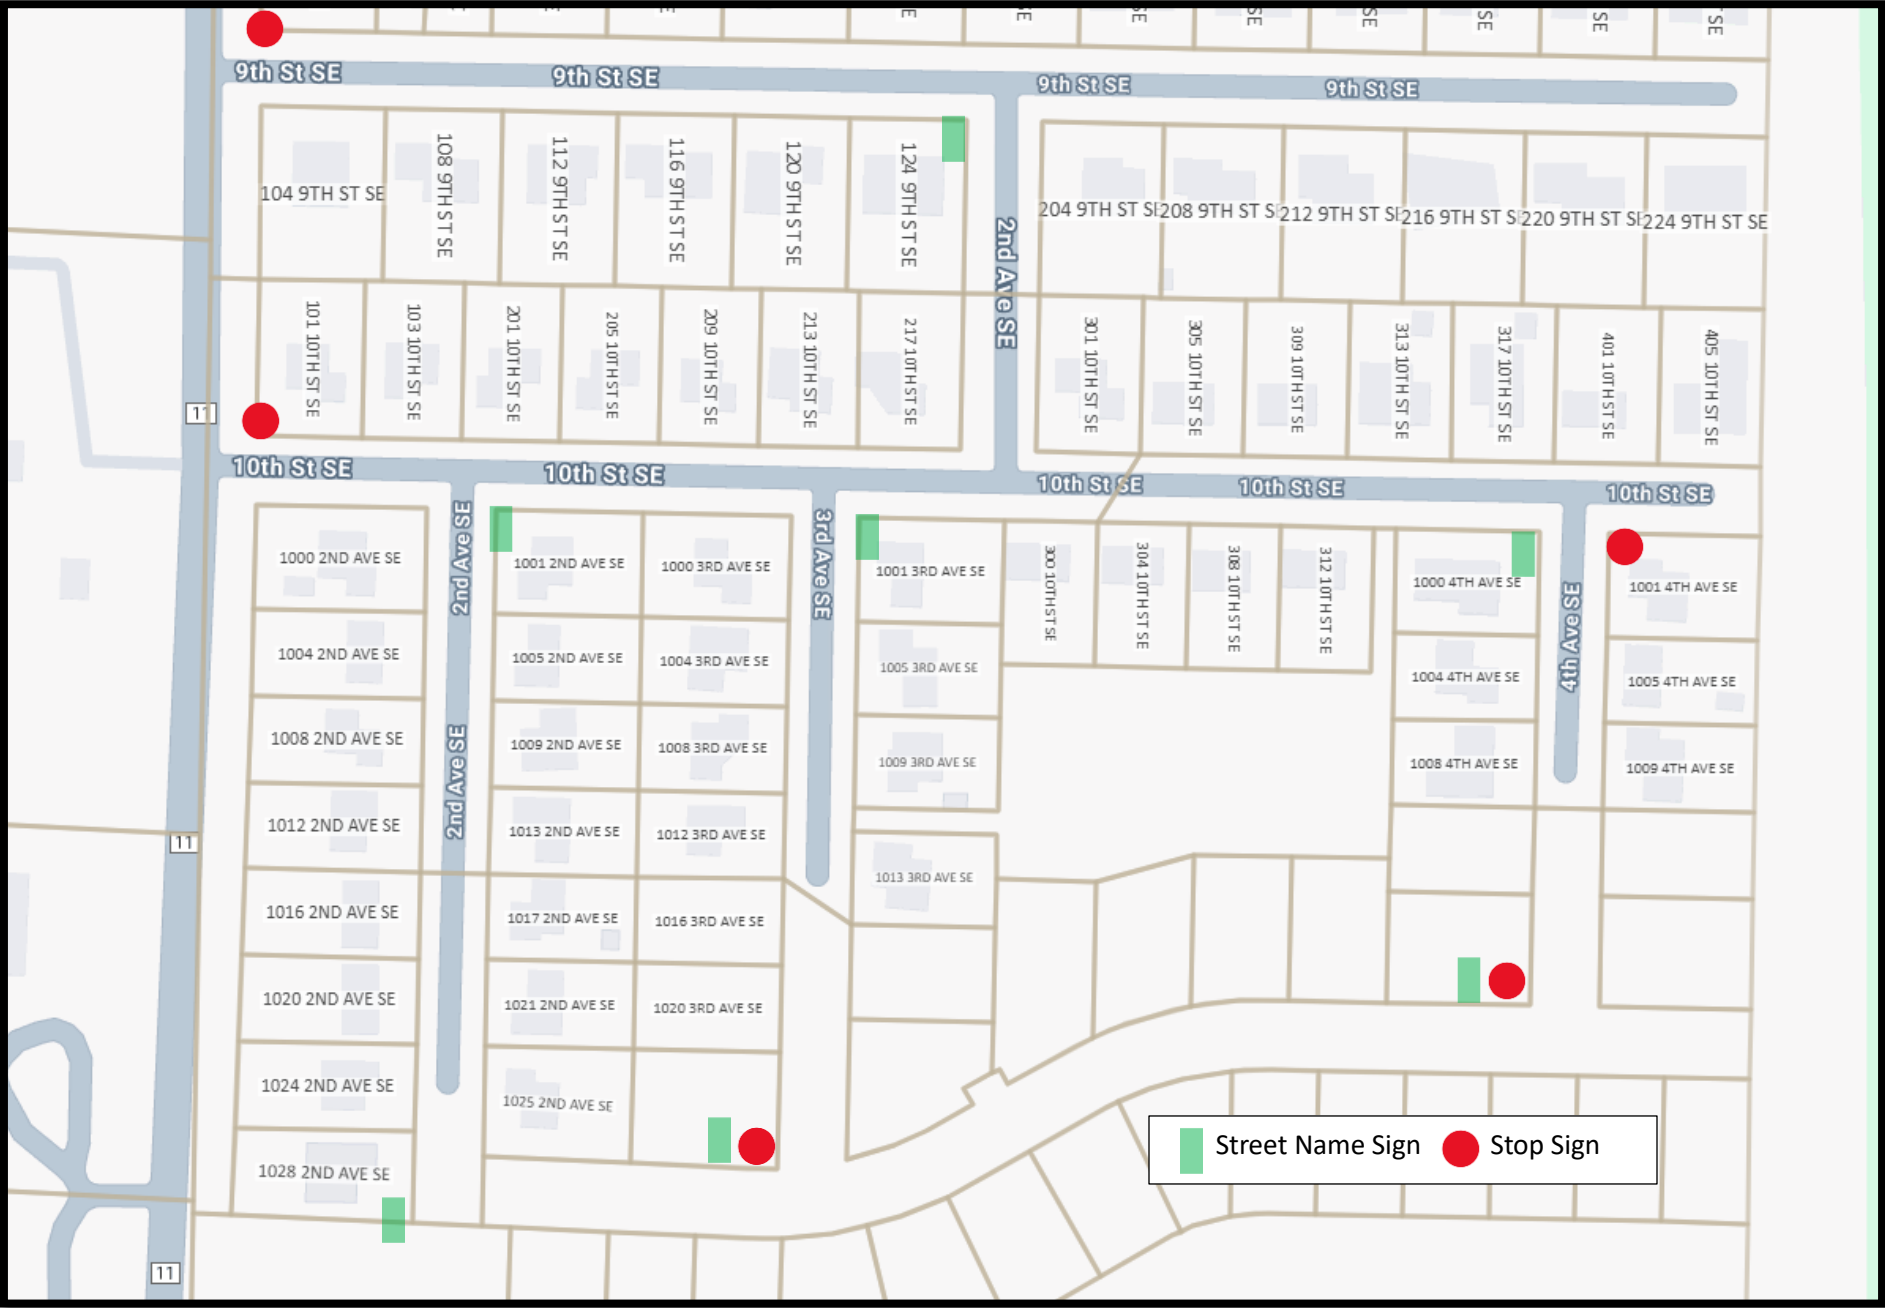 SE
SE
SE
SE
SE
SE
SE
ST SE
9th St SE
9th St SE
9th St SE
9th St SE
104 9TH ST SE
108 9TH ST SE
112 9TH ST SE
116 9TH ST SE
120 9TH ST SE
124 9TH ST SE
204 9TH ST SE
208 9TH ST SE
212 9TH ST SE
216 9TH ST SE
220 9TH ST SE
224 9TH ST SE
2nd Ave SE
101 10TH ST SE
103 10TH ST SE
201 10TH ST SE
205 10TH ST SE
209 10TH ST SE
213 10TH ST SE
217 10TH ST SE
301 10TH ST SE
305 10TH ST SE
309 10TH ST SE
313 10TH ST SE
317 10TH ST SE
401 10TH ST SE
405 10TH ST SE
11
10th St SE
10th St SE
10th St SE
10th St SE
10th St SE
2nd Ave SE
3rd Ave SE
4th Ave SE
1000 2ND AVE SE
1001 2ND AVE SE
1000 3RD AVE SE
1001 3RD AVE SE
300 10TH ST SE
304 10TH ST SE
308 10TH ST SE
312 10TH ST SE
1000 4TH AVE SE
1001 4TH AVE SE
1004 2ND AVE SE
1005 2ND AVE SE
1004 3RD AVE SE
1005 3RD AVE SE
1004 4TH AVE SE
1005 4TH AVE SE
1008 2ND AVE SE
2nd Ave SE
1009 2ND AVE SE
1008 3RD AVE SE
1009 3RD AVE SE
1008 4TH AVE SE
1009 4TH AVE SE
11
1012 2ND AVE SE
1013 2ND AVE SE
1012 3RD AVE SE
1013 3RD AVE SE
1016 2ND AVE SE
1017 2ND AVE SE
1016 3RD AVE SE
1020 2ND AVE SE
1021 2ND AVE SE
1020 3RD AVE SE
1024 2ND AVE SE
1025 2ND AVE SE
1028 2ND AVE SE
Street Name Sign
Stop Sign
11